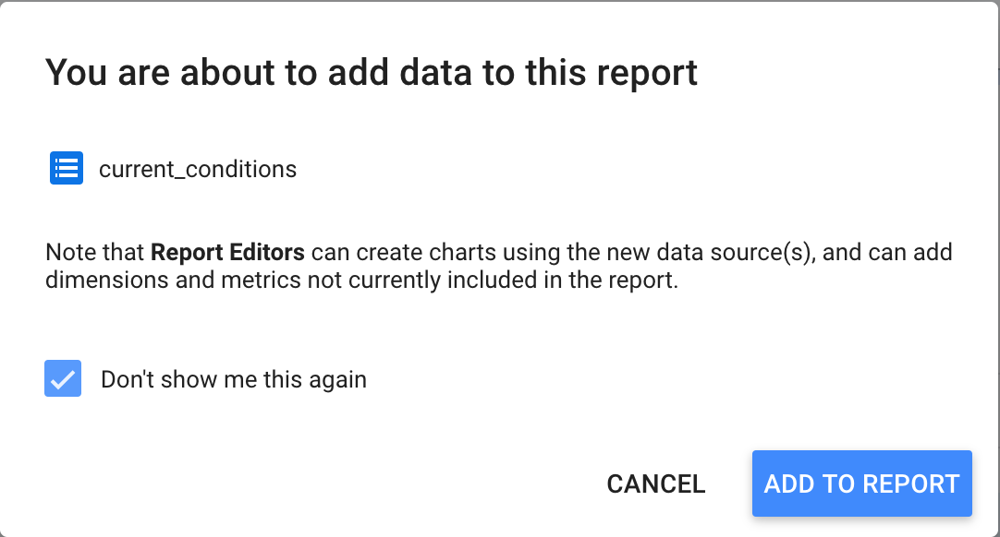 You are about to add data to this report
current_conditions
Note that Report Editors can create charts using the new data source(s), and can add
dimensions and metrics not currently included in the report.
Don't show me this again
CANCEL
ADD TO REPORT